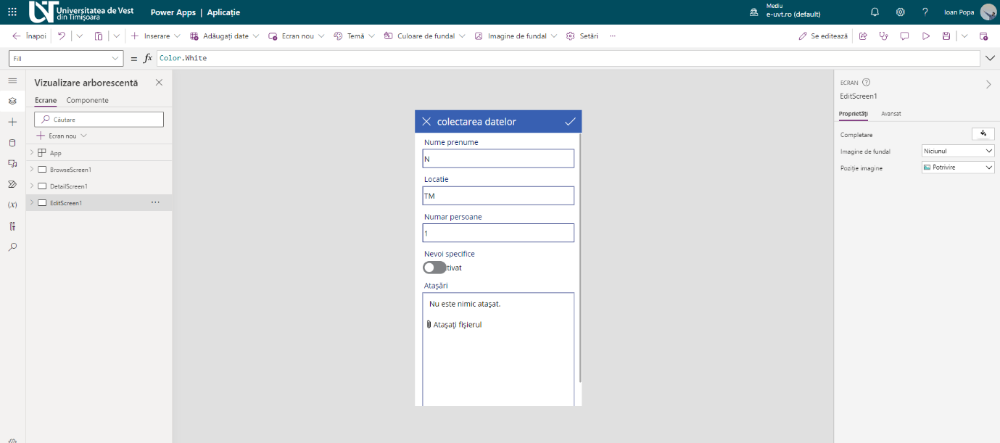 Universitatea de Vest
din Timișoara
Power Apps | Aplicație
Mediu
e-uvt.ro (default)
Ioan Popa
Înapoi
Inserare
Adăugați date
Ecran nou
Temă
Culoare de fundal
Imagine de fundal
Setări
Se editează
Fill
= fx Color.White
Vizualizare arborescentă
Ecrane Componente
Căutare
Ecran nou
App
BrowseScreen1
DetailScreen1
EditScreen1
colectarea datelor
Nume prenume
N
Locatie
TM
Numar persoane
1
Nevoi specifice
tivat
Atașări
Nu este nimic atașat.
Atașați fișierul
ECRAN
EditScreen1
Proprietăți Avansat
Completare
Imagine de fundal Niciunul
Poziție imagine Potrivire